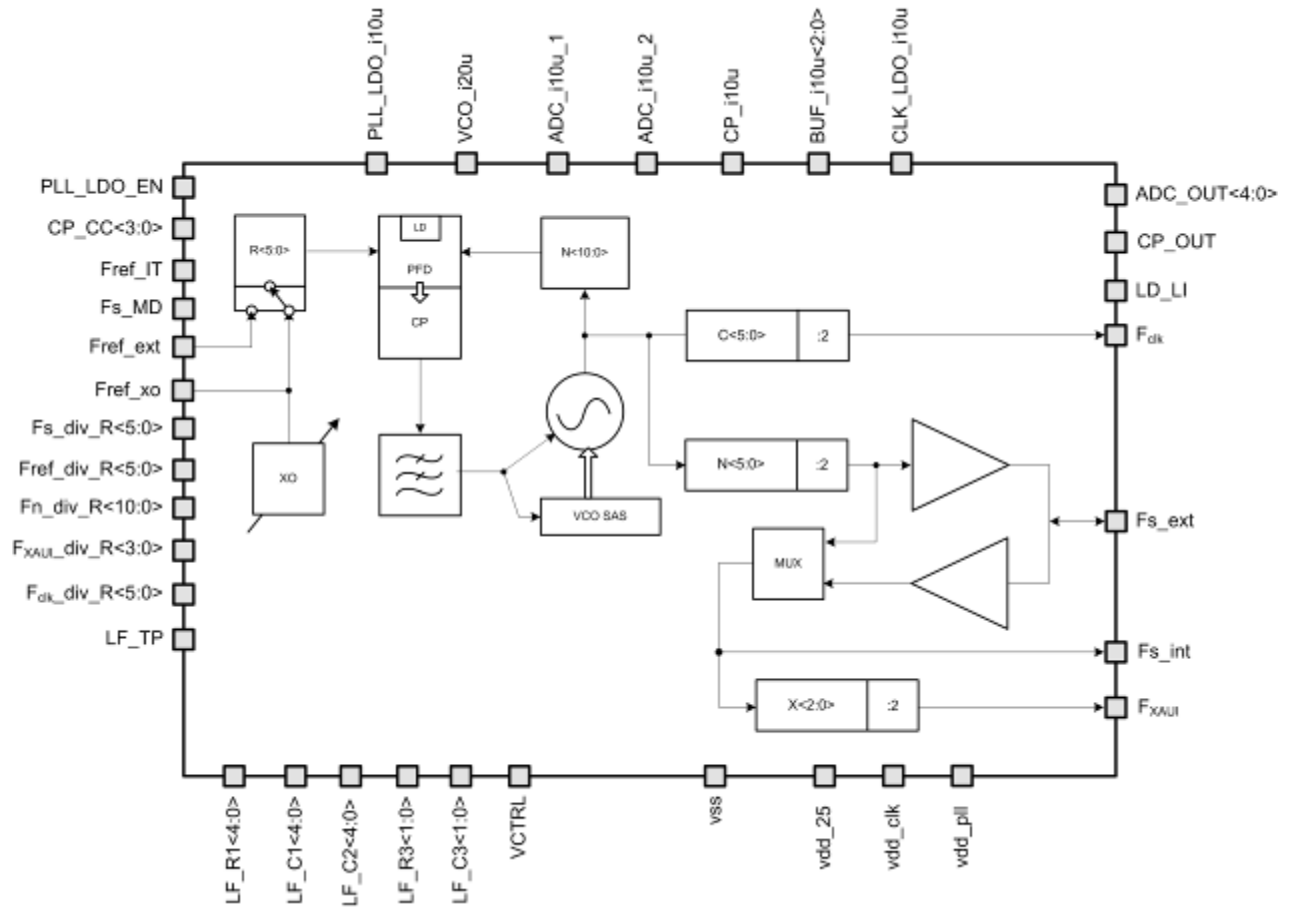 PLL_LDO_i10u
VCO_i20u
ADC_i10u_1
ADC_i10u_2
CP_i10u
BUF_i10u<2:0>
CLK_LDO_i10u
PLL_LDO_EN
CP_CC<3:0>
Fref_IT
Fs_MD
Fref_ext
Fref_xo
Fs_div_R<5:0>
Fref_div_R<5:0>
Fn_div_R<10:0>
FXAUI_div_R<3:0>
Fclk_div_R<5:0>
LF_TP
R<5:0>
LD
PFD
CP
N<10:0>
C<5:0>
:2
XO
VCO SAS
N<5:0>
:2
MUX
X<2:0>
:2
ADC_OUT<4:0>
CP_OUT
LD_LI
Fclk
Fs_ext
Fs_int
FXAUI
LF_R1<4:0>
LF_C1<4:0>
LF_C2<4:0>
LF_R3<1:0>
LF_C3<1:0>
VCTRL
vss
vdd_25
vdd_clk
vdd_pll